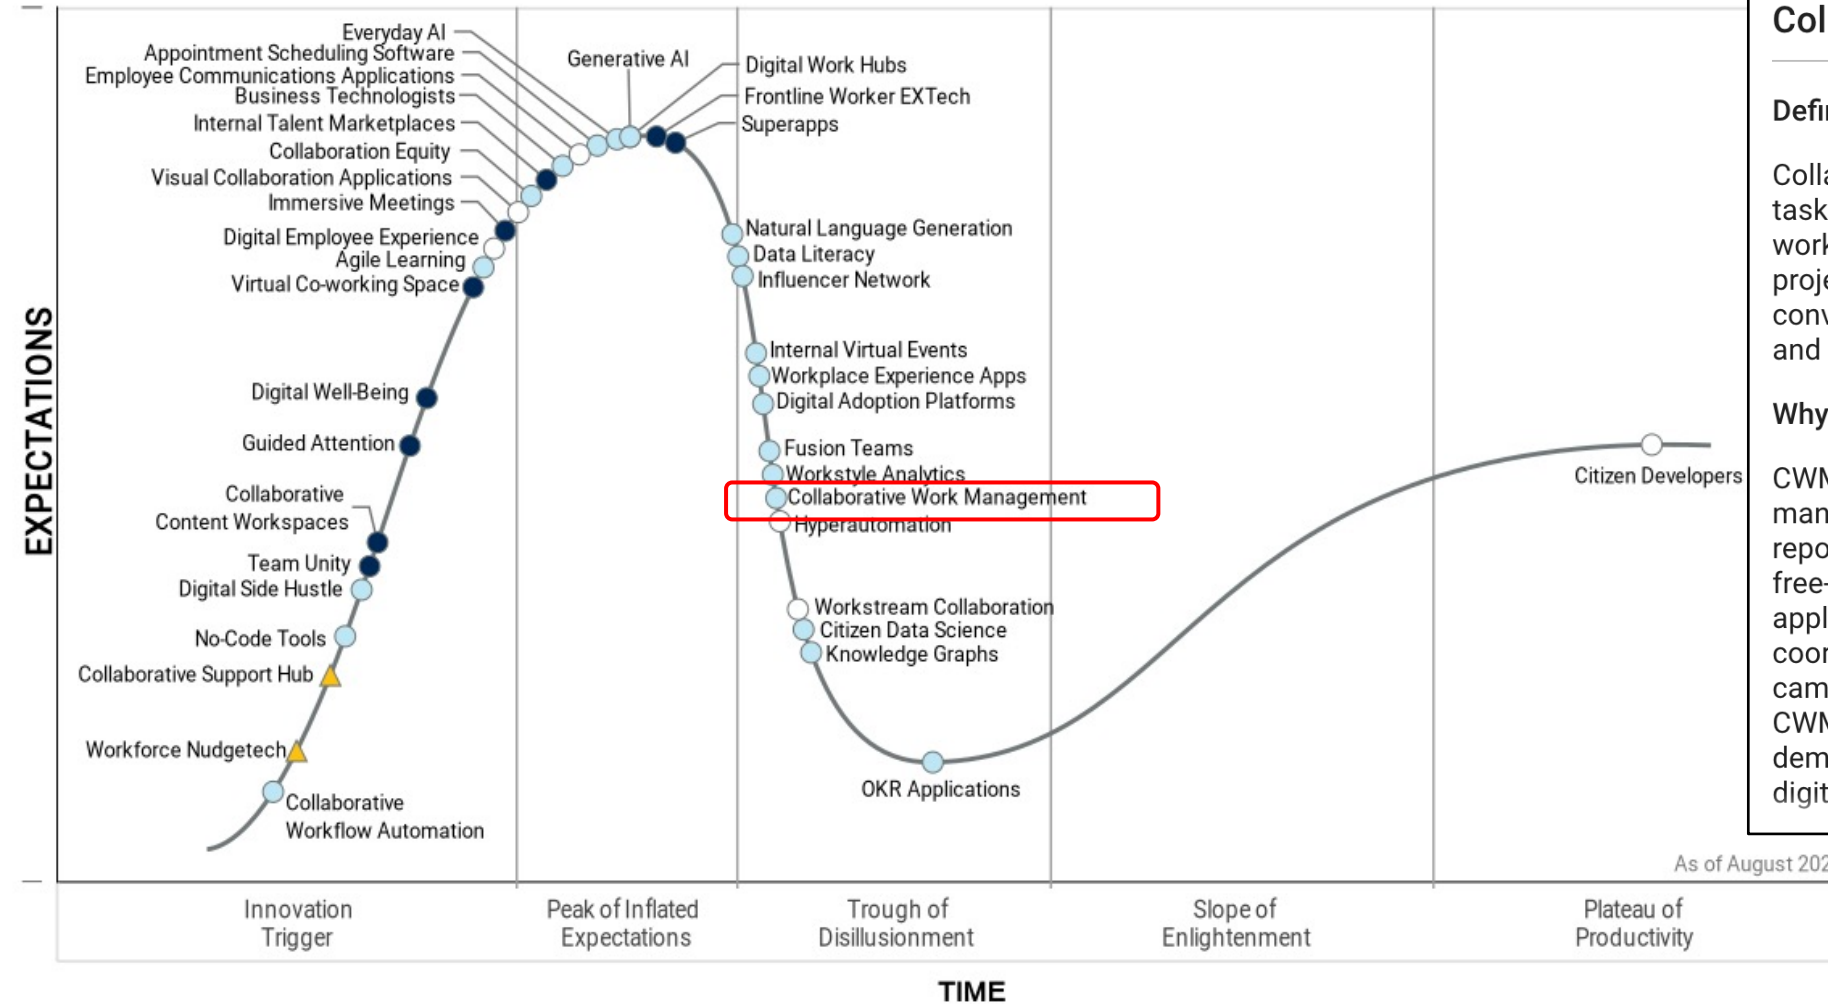 Everyday AI
Appointment Scheduling Software
Employee Communications Applications
Business Technologists
Internal Talent Marketplaces
Collaboration Equity
Visual Collaboration Applications
Immersive Meetings
Digital Employee Experience
Agile Learning
Virtual Co-working Space
Digital Well-Being
Guided Attention
Collaborative
Content Workspaces
Team Unity
Digital Side Hustle
No-Code Tools
Collaborative Support Hub
Workforce Nudgetech
Collaborative
Workflow Automation
Generative AI
Digital Work Hubs
Frontline Worker EXTech
Superapps
Natural Language Generation
Data Literacy
Influencer Network
Internal Virtual Events
Workplace Experience Apps
Digital Adoption Platforms
Fusion Teams
Workstyle Analytics
Collaborative Work Management
Hyperautomation
Workstream Collaboration
Citizen Data Science
Knowledge Graphs
OKR Applications
Citizen Developers
As of August 202
EXPECTATIONS
Innovation
Trigger
Peak of Inflated
Expectations
Trough of
Disillusionment
Slope of
Enlightenment
Plateau of
Productivity
TIME
Col
Defi
Colla
task
work
proje
conv
and
Why
CWM
man
repo
free-
appl
coor
cam
CWM
dem
digit